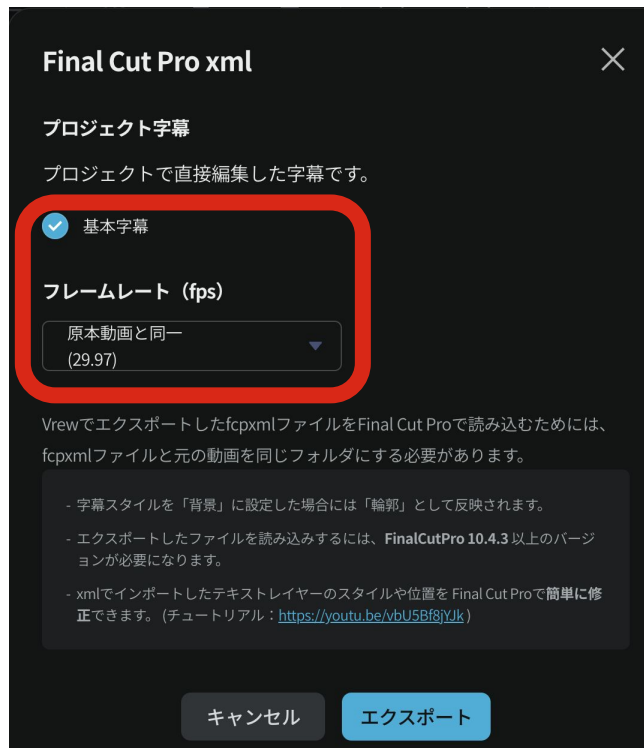 Final Cut Pro xml
プロジェクト字幕
プロジェクトで直接編集した字幕です。
基本字幕
フレームレート（fps）
原本動画と同一
(29.97)
VrewでエクスポートしたfcpxmlファイルをFinal Cut Proで読み込むためには、
fcpxmlファイルと元の動画を同じフォルダにする必要があります。
- 字幕スタイルを「背景」に設定した場合には「輪郭」として反映されます。
- エクスポートしたファイルを読み込みするには、FinalCutPro 10.4.3 以上のバージ
ョンが必要になります。
- xmlでインポートしたテキストレイヤーのスタイルや位置を Final Cut Proで簡単に修
正できます。(チュートリアル：https://youtu.be/vbU5Bf8jYJk )
キャンセル
エクスポート